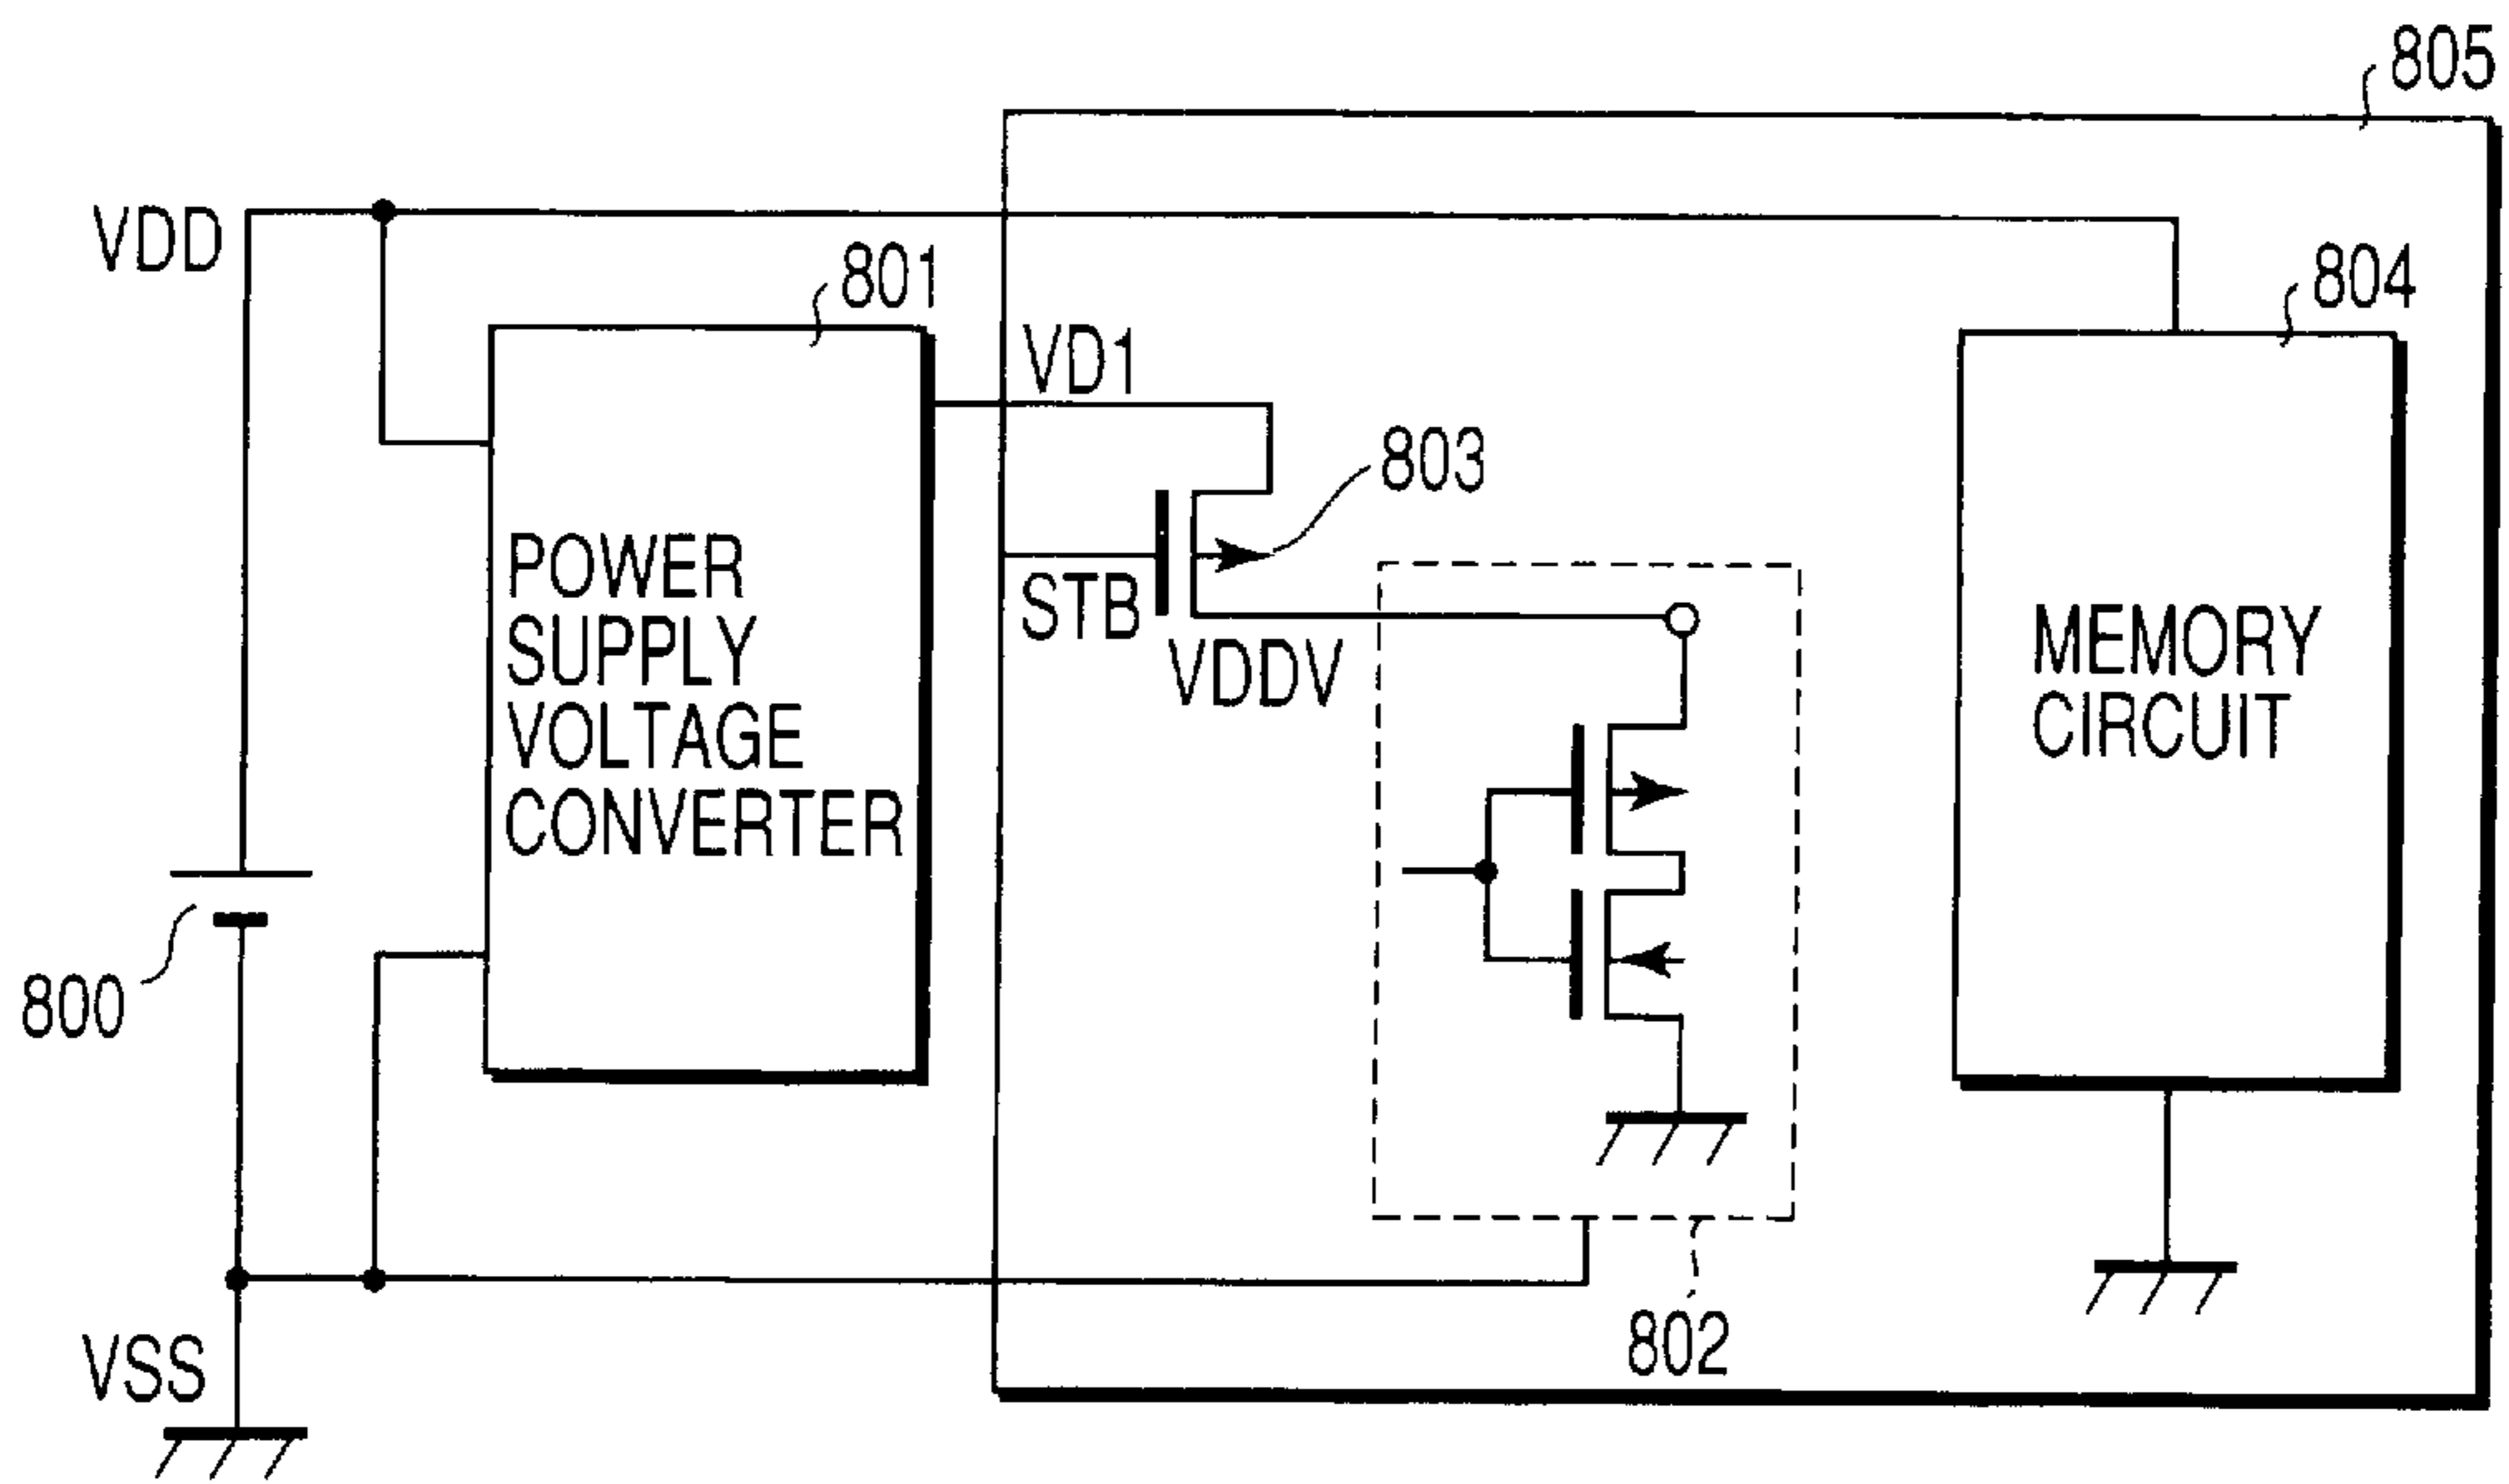 805
VDD
801
804
VD1
803
POWER
SUPPLY
VOLTAGE
CONVERTER
STB
VDDV
MEMORY
CIRCUIT
800
802
VSS